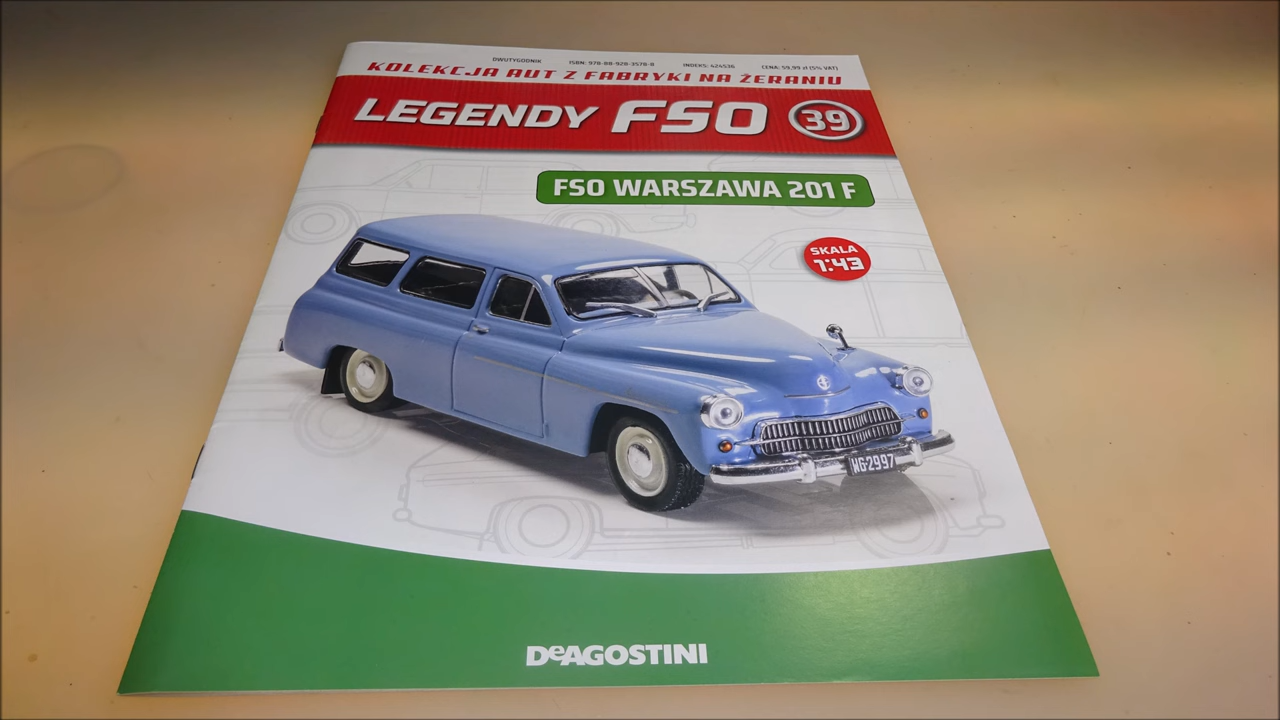 DWUTYGODNIK ISBN: 978-88-928-3578-8 INDEKS: 424536 CENA: 59,99 zł (5% VAT)
KOLEKCJA AUT Z FABRYKI NA ŻERANIU
LEGENDY FSO 39
FSO WARSZAWA 201 F
SKALA
1:43
WG-2997
DeAGOSTINI